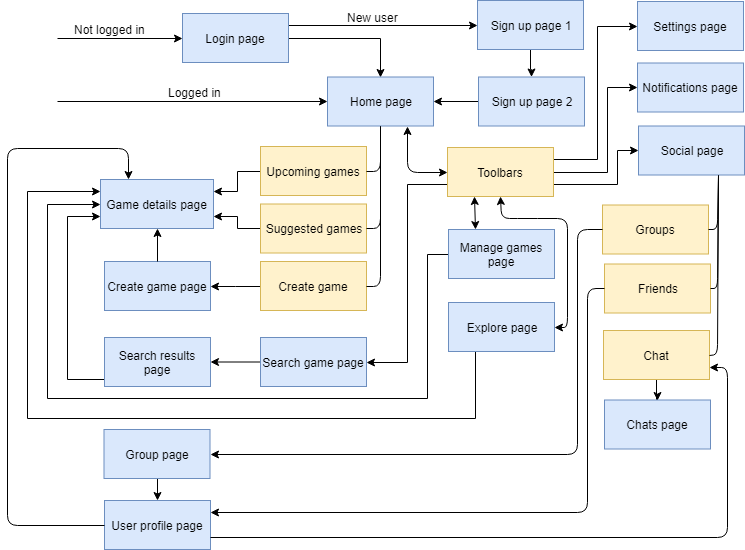 Not logged in
Login page
New user
Sign up page 1
Settings page
Logged in
Home page
Sign up page 2
Notifications page
Social page
Upcoming games
Toolbars
Game details page
Suggested games
Groups
Manage games
page
Create game page
Create game
Friends
Explore page
Search results
page
Search game page
Chat
Chats page
Group page
User profile page